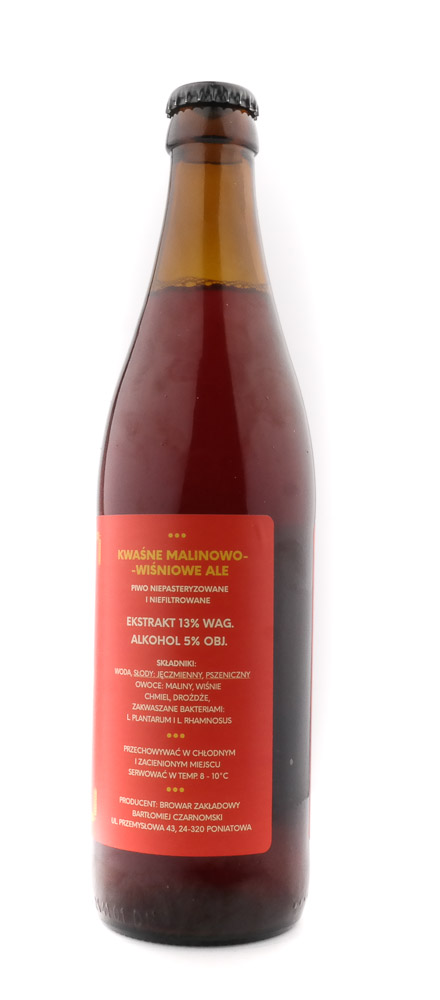 KWAŚNE MALINOWO-
-WIŚNIOWE ALE
PIWO NIEPASTERYZOWANE
I NIEFILTROWANE
EKSTRAKT 13% WAG.
ALKOHOL 5% OBJ.
SKŁADNIKI:
WODA, SŁODY: JĘCZMIENNY, PSZENICZNY
OWOCE: MALINY, WIŚNIE
CHMIEL, DROŻDŻE,
ZAKWASZANE BAKTERIAMI:
L. PLANTARUM I L. RHAMNOSUS
PRZECHOWYWAĆ W CHŁODNYM
I ZACIENIONYM MIEJSCU
SERWOWAĆ W TEMP. 8 - 10°C
PRODUCENT: BROWAR ZAKŁADOWY
BARTŁOMIEJ CZARNOMSKI
UL. PRZEMYSŁOWA 43, 24-320 PONIATOWA